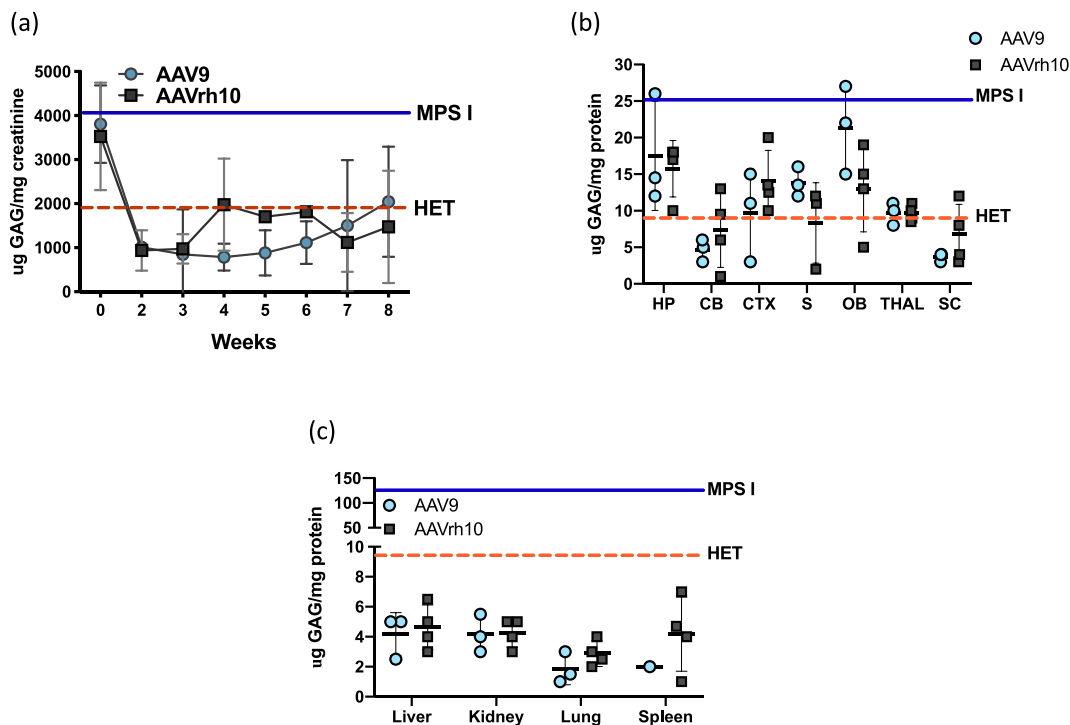 (a)
AAV9
AAVrh10
5000
4000
3000
2000
1000
0
ug GAG/mg creatinine
MPS I
HET
0 2 3 4 5 6 7 8
Weeks
(b)
AAV9
AAVrh10
30
25
20
15
10
5
0
ug GAG/mg protein
MPS I
HET
HP CB CTX S OB THAL SC
(c)
150
100
50
10
8
6
4
2
0
ug GAG/mg protein
MPS I
AAV9
AAVrh10
HET
Liver Kidney Lung Spleen